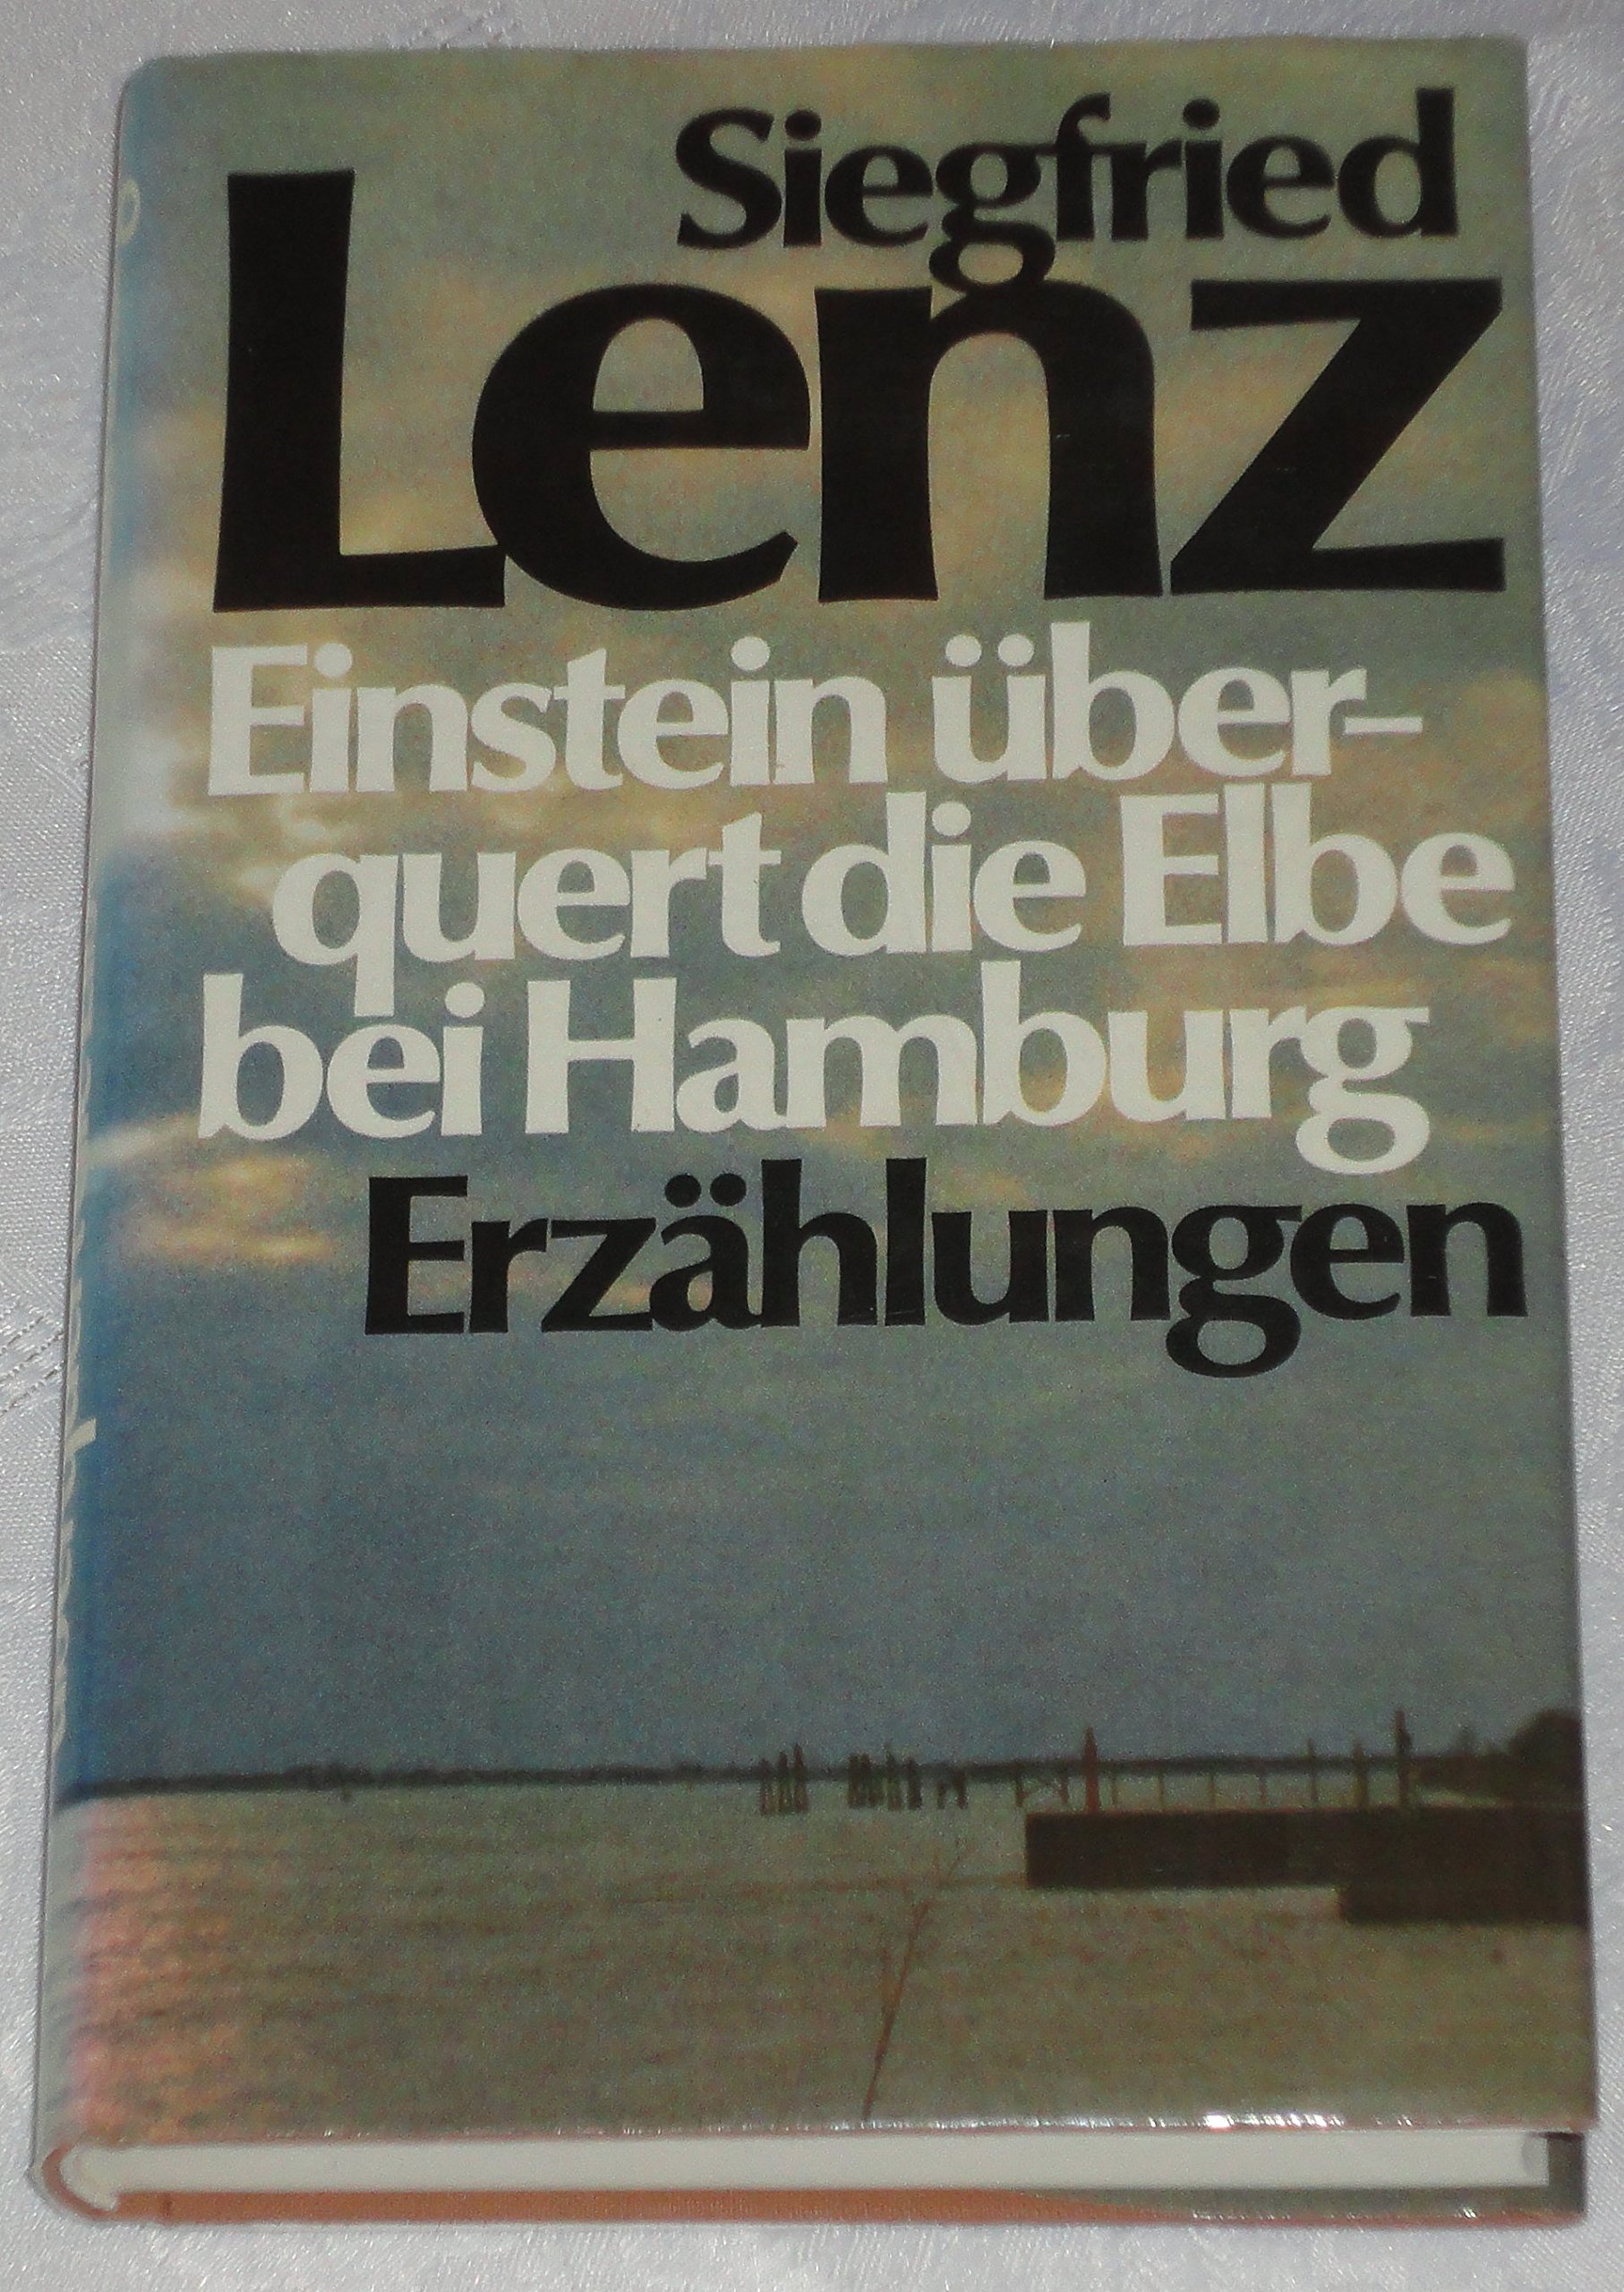 Siegfried
Lenz
Einstein über-
quert die Elbe
bei Hamburg
Erzählungen